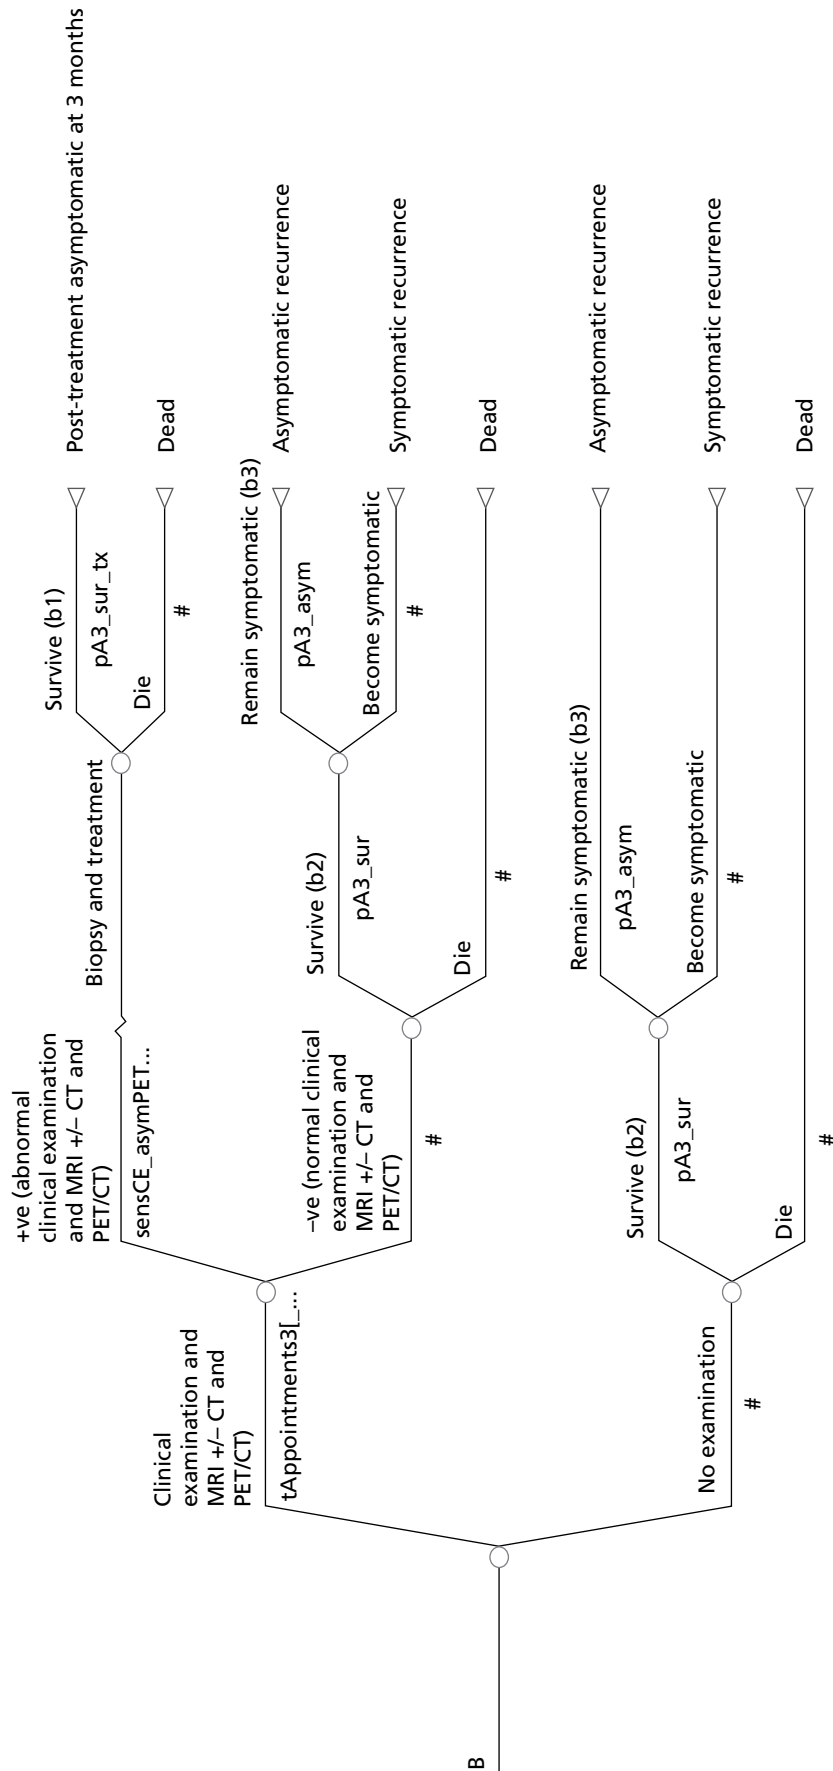 B
Clinical
examination and
MRI +/– CT and
PET/CT)
tAppointments3[_...
No examination
#
+ve (abnormal
clinical examination
and MRI +/– CT and
PET/CT)
sensCE_asymPET...
–ve (normal clinical
examination and
MRI +/– CT and
PET/CT)
#
Survive (b2)
pA3_sur
Die
#
Biopsy and treatment
Survive (b2)
pA3_sur
Die
#
Remain symptomatic (b3)
pA3_asym
Become symptomatic
#
Survive (b1)
pA3_sur_tx
Die
#
Remain symptomatic (b3)
pA3_asym
Become symptomatic
#
Post-treatment asymptomatic at 3 months
Dead
Asymptomatic recurrence
Symptomatic recurrence
Dead
Asymptomatic recurrence
Symptomatic recurrence
Dead